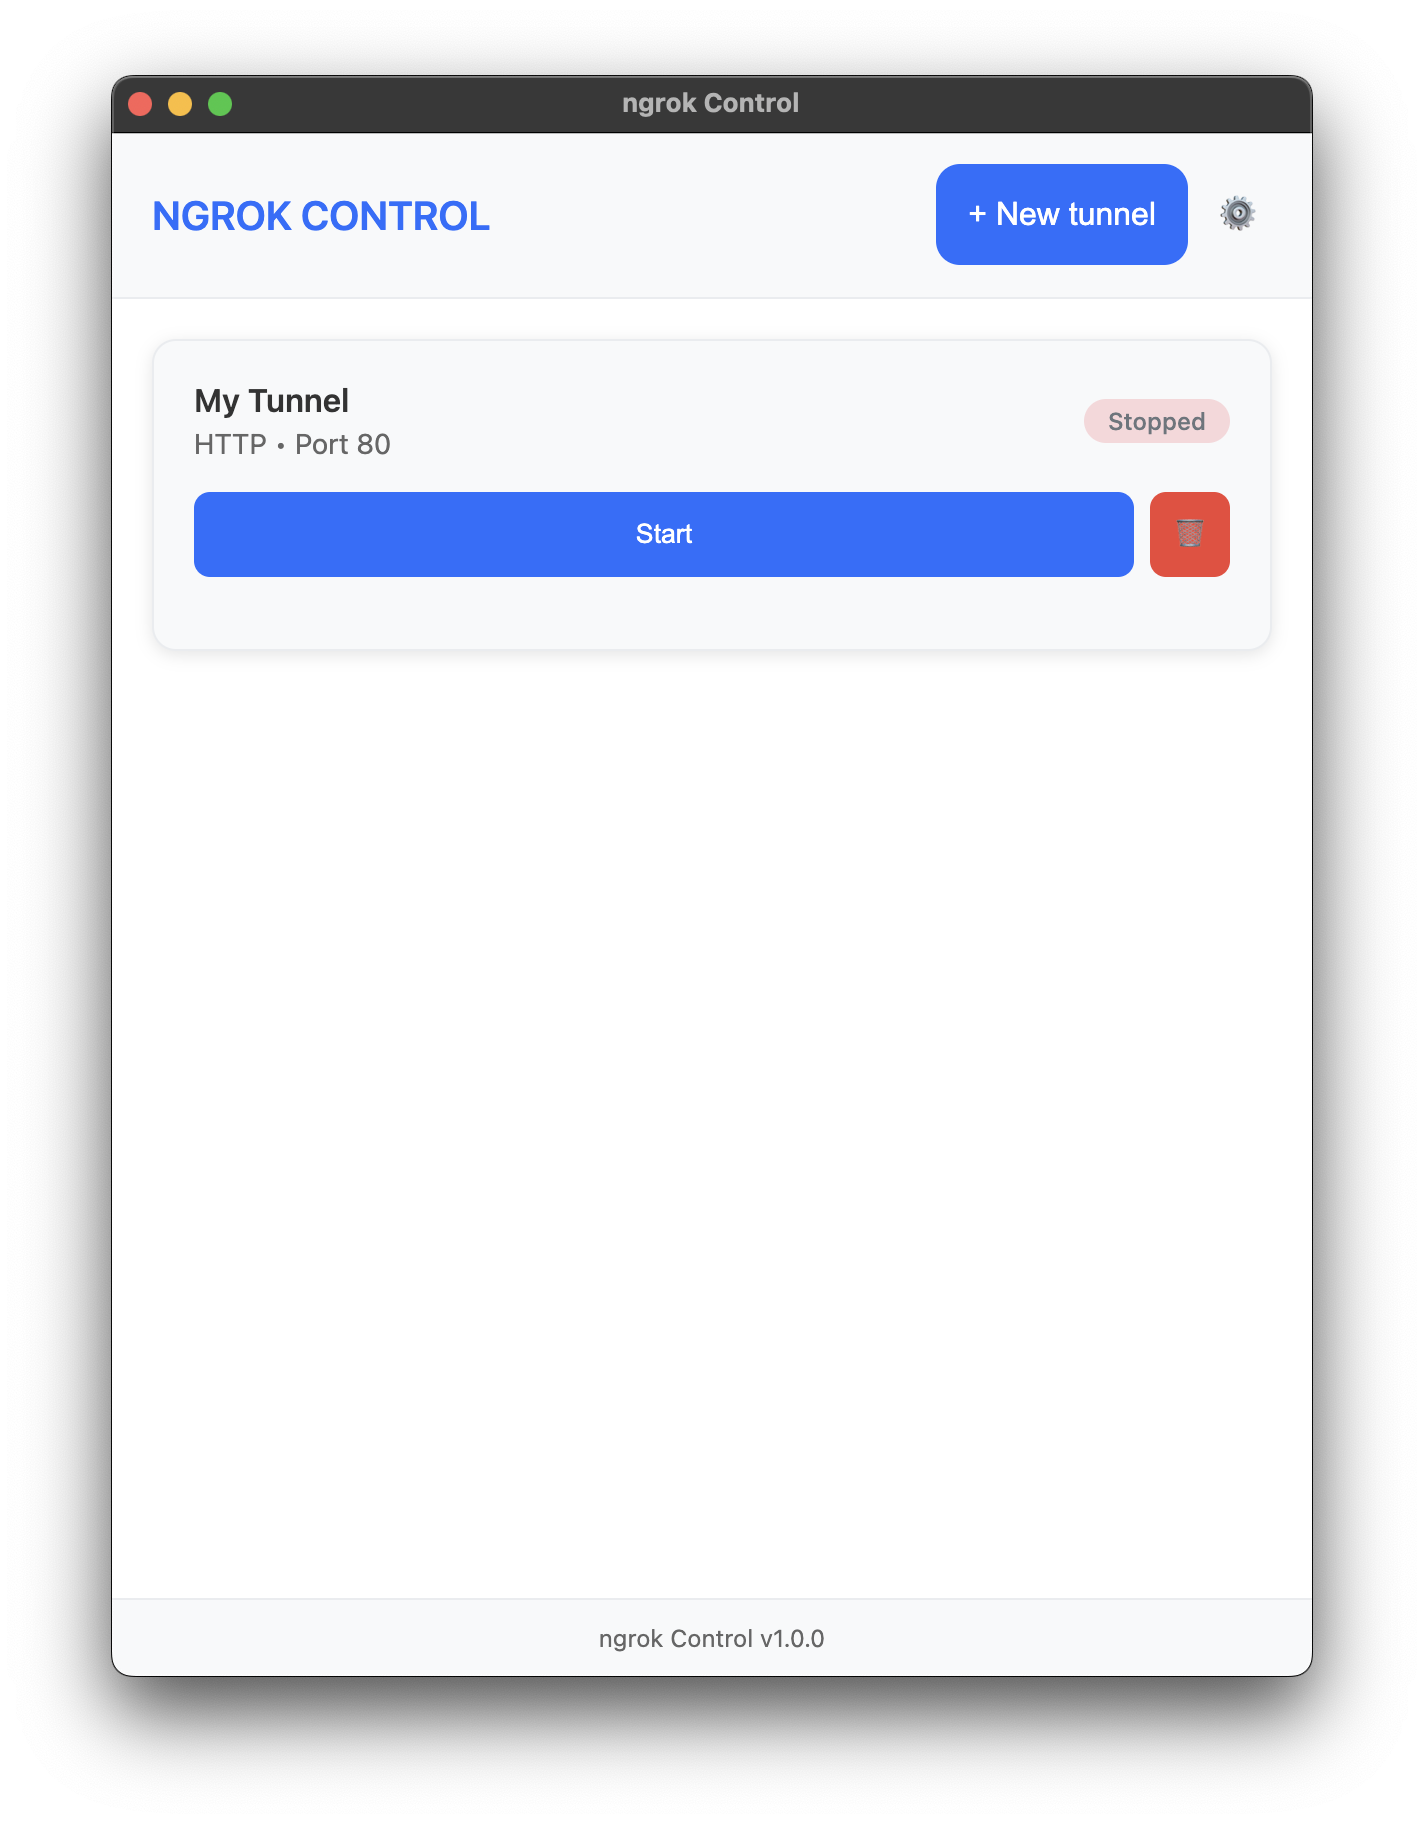 ngrok Control
NGROK CONTROL
+ New tunnel
My Tunnel
HTTP • Port 80
Stopped
Start
ngrok Control v1.0.0